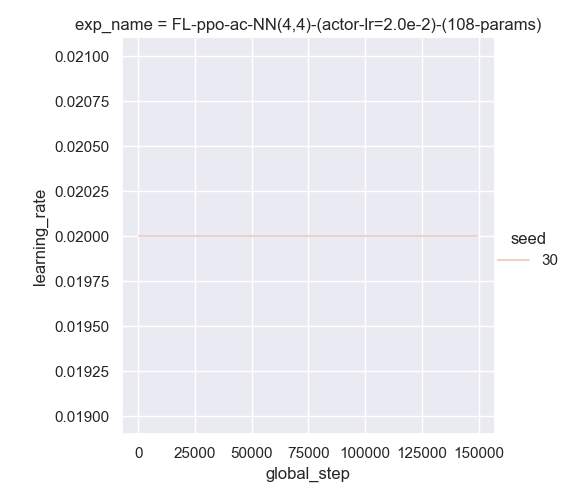 exp_name = FL-ppo-ac-NN(4,4)-(actor-lr=2.0e-2)-(108-params)
0.02100
0.02075
0.02050
0.02025
0.02000
0.01975
0.01950
0.01925
0.01900
learning_rate
0 25000 50000 75000 100000 125000 150000
global_step
seed
30